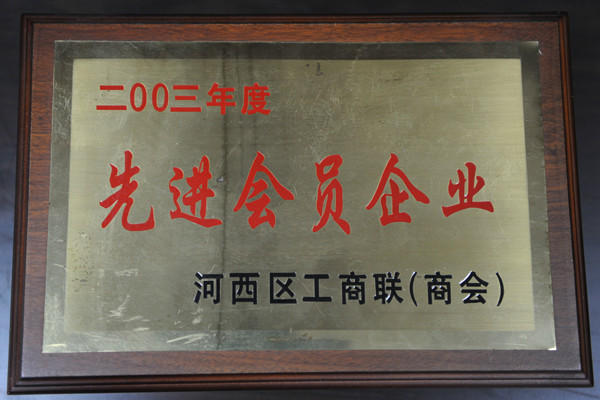 二00三年度
先进会员企业
河西区工商联(商会)